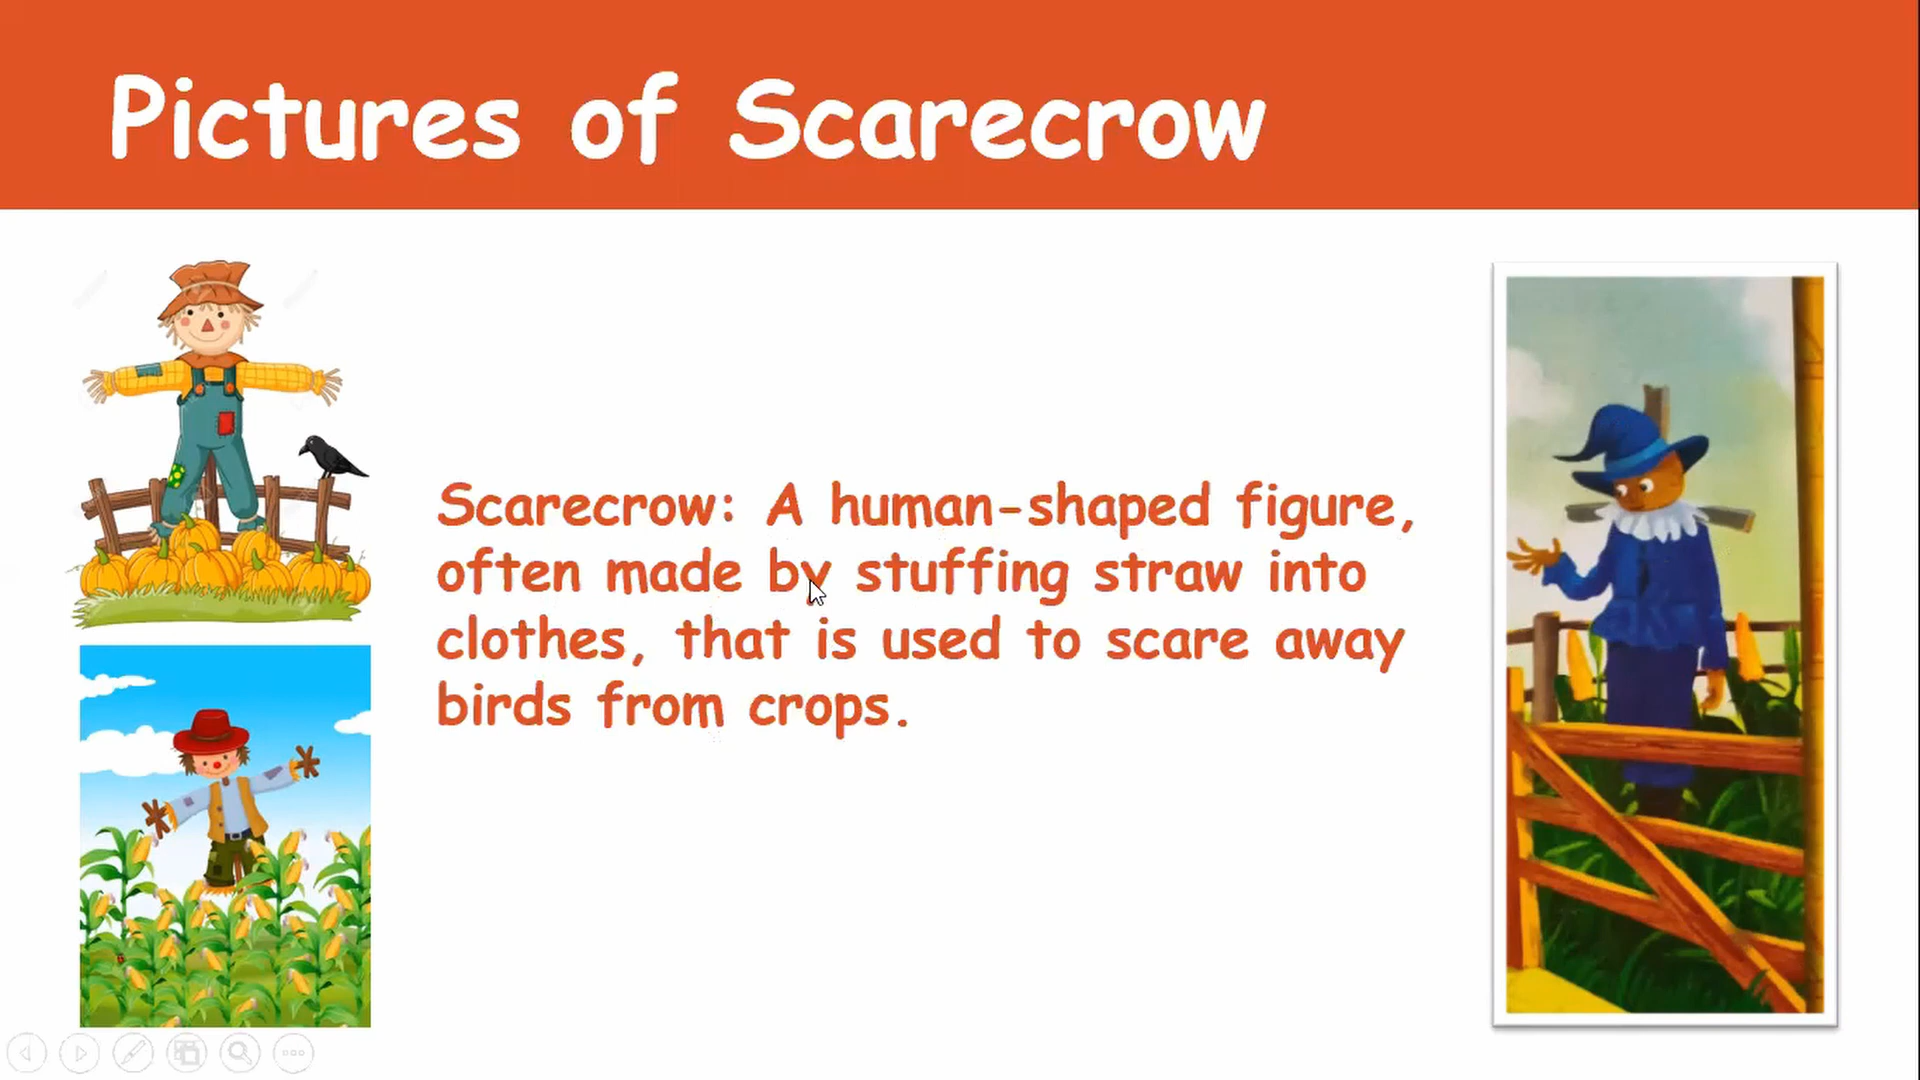 Pictures of Scarecrow
Scarecrow: A human-shaped figure,
often made by stuffing straw into
clothes, that is used to scare away
birds from crops.